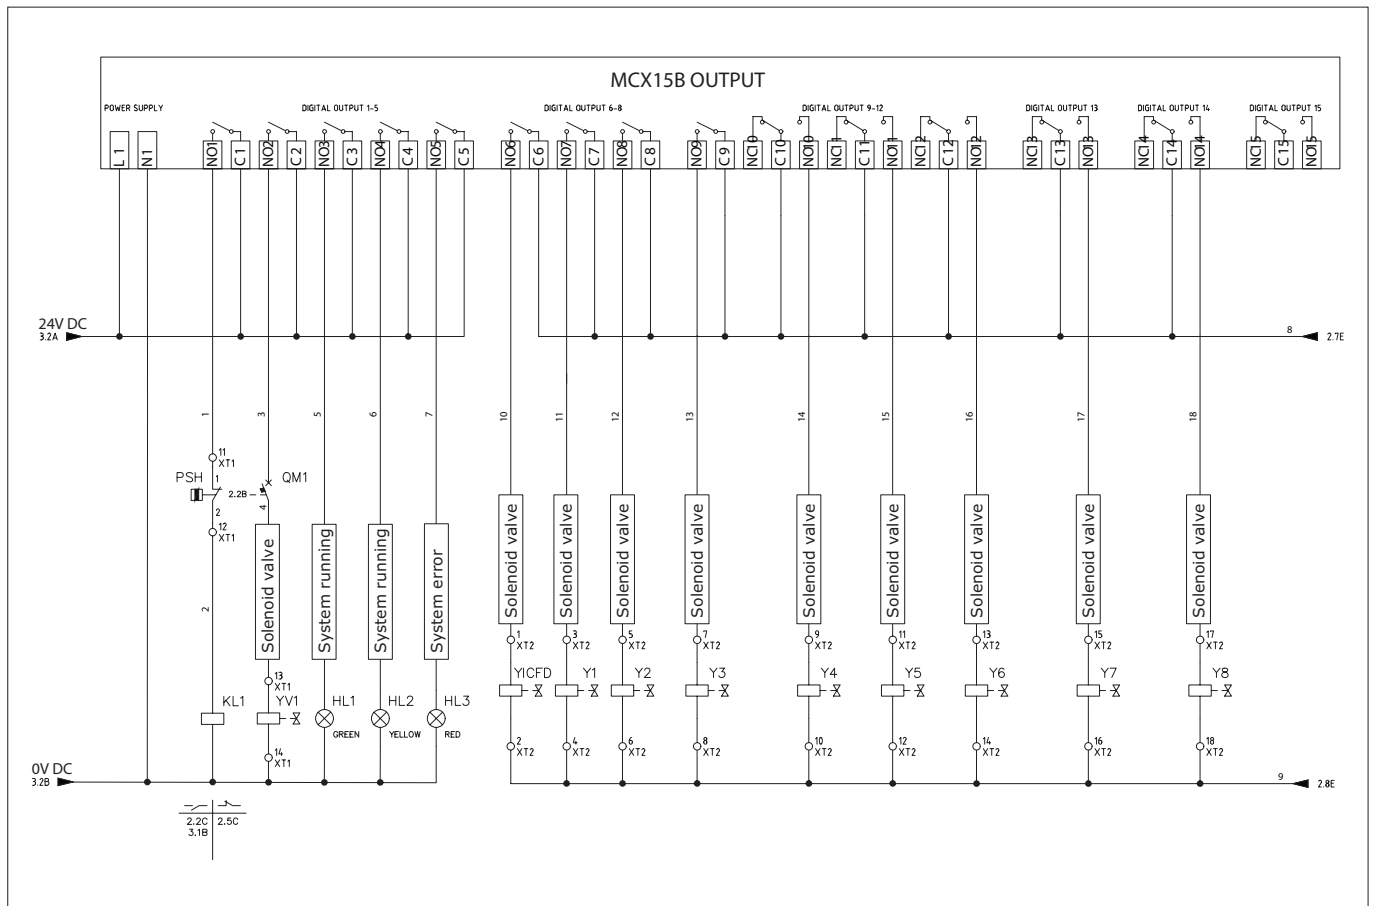 MCX15B OUTPUT
POWER SUPPLY DIGITAL OUTPUT 1-5 DIGITAL OUTPUT 6-8 DIGITAL OUTPUT 9-12 DIGITAL OUTPUT 13 DIGITAL OUTPUT 14 DIGITAL OUTPUT 15
L1 N1 NO1 C1 NO2 C2 NO3 C3 NO4 C4 NO5 C5 NO6 C6 NO7 C7 NO8 C8 NO9 C9 NC10 C10 NO10 NC11 C11 NO11 NC12 C12 NO12 NC13 C13 NO13 NC14 C14 NO14 NC15 C15 NO15
24V DC
3.2A
8 2.7E
1 3 5 6 7 10 11 12 13 14 15 16 17 18
11
XT1
PSH 1 QM1
2.2B
2 4
12
XT1
2
Solenoid valve System running System running System error Solenoid valve Solenoid valve Solenoid valve Solenoid valve Solenoid valve Solenoid valve Solenoid valve Solenoid valve Solenoid valve
1 3 5 7 9 11 13 15 17
XT2 XT2 XT2 XT2 XT2 XT2 XT2 XT2 XT2
YICFD Y1 Y2 Y3 Y4 Y5 Y6 Y7 Y8
13
XT1
KL1 YV1 HL1 HL2 HL3
GREEN YELLOW RED
2 4 6 8 10 12 14 16 18
XT2 XT2 XT2 XT2 XT2 XT2 XT2 XT2 XT2
14
XT1
0V DC
3.2B
9 2.8E
2.2C 2.5C
3.1B